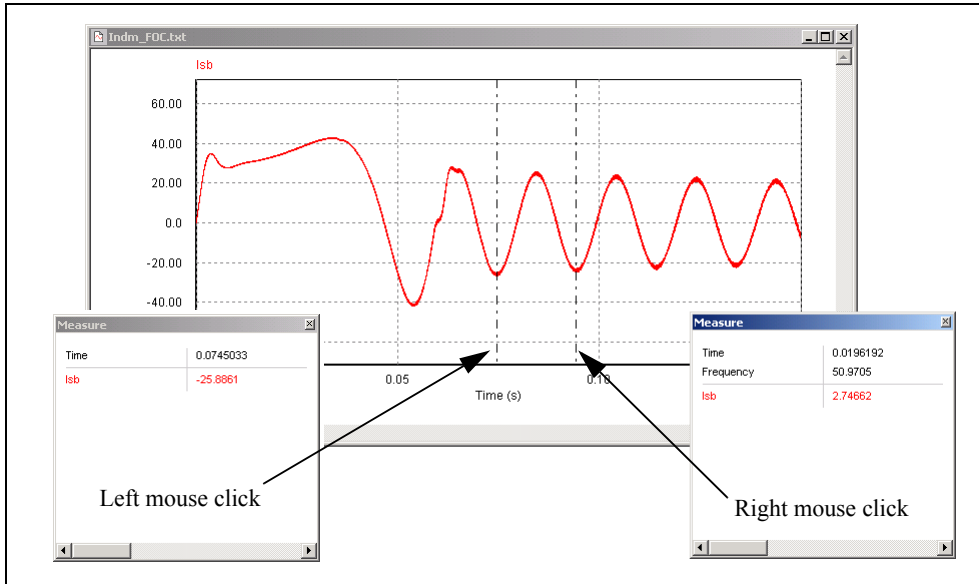 Indm_FOC.txt
Isb
60.00
40.00
20.00
0.0
-20.00
-40.00
0.05
0.10
Time (s)
Measure
Time 0.0745033
Isb -25.8861
Measure
Time 0.0196192
Frequency 50.9705
Isb 2.74662
Left mouse click
Right mouse click